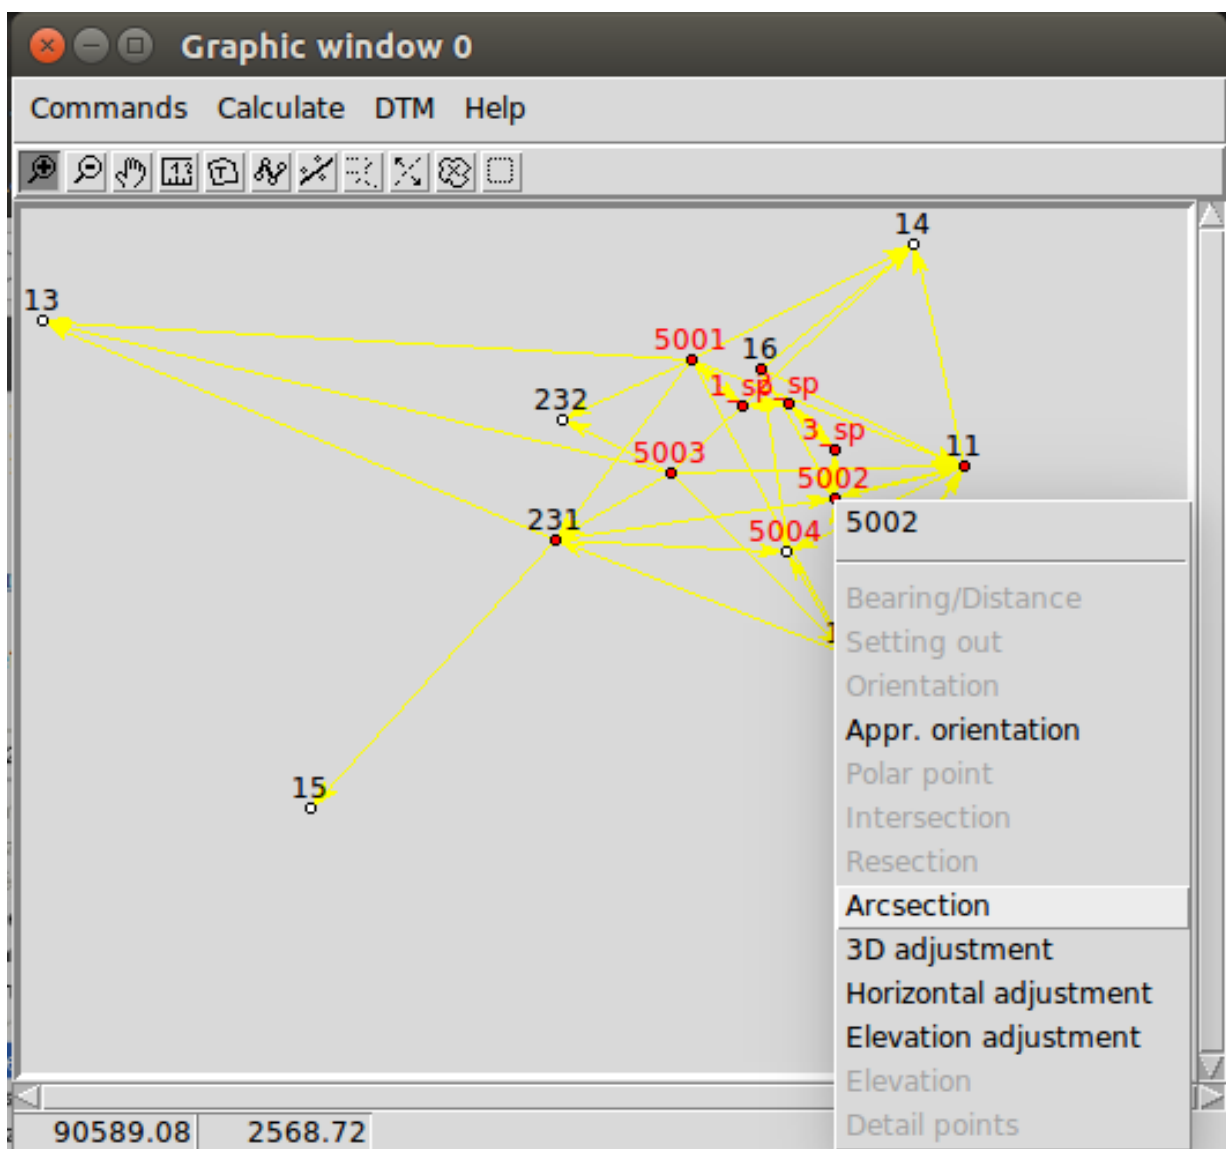 Graphic window 0
Commands Calculate DTM Help
14
13
5001
16
1_sp
2_sp
232
3_sp
5003
11
5002
231
5004
5002
Bearing/Distance
Setting out
Orientation
Appr. orientation
Polar point
Intersection
Resection
15
Arcsection
3D adjustment
Horizontal adjustment
Elevation adjustment
Elevation
90589.08 2568.72
Detail points